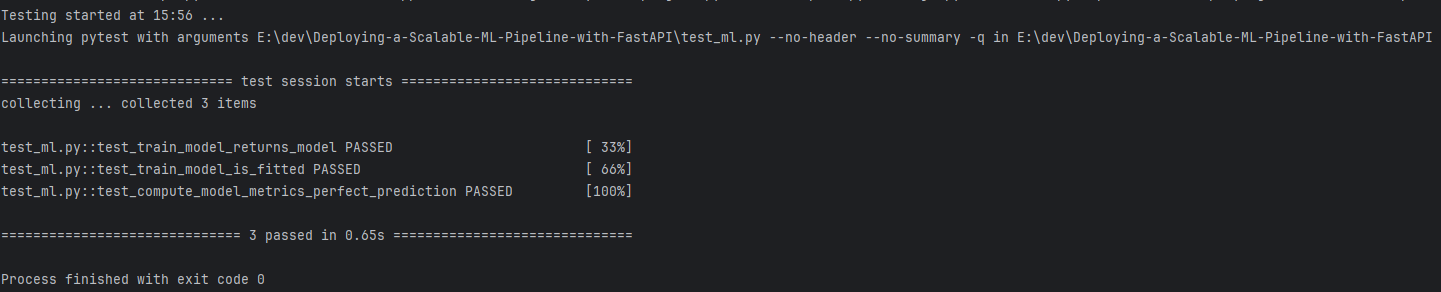 Testing started at 15:56 ...
Launching pytest with arguments E:\dev\Deploying-a-Scalable-ML-Pipeline-with-FastAPI\test_ml.py --no-header --no-summary -q in E:\dev\Deploying-a-Scalable-ML-Pipeline-with-FastAPI
============================= test session starts =============================
collecting ... collected 3 items
test_ml.py::test_train_model_returns_model PASSED                        [ 33%]
test_ml.py::test_train_model_is_fitted PASSED                            [ 66%]
test_ml.py::test_compute_model_metrics_perfect_prediction PASSED         [100%]
============================== 3 passed in 0.65s ==============================
Process finished with exit code 0